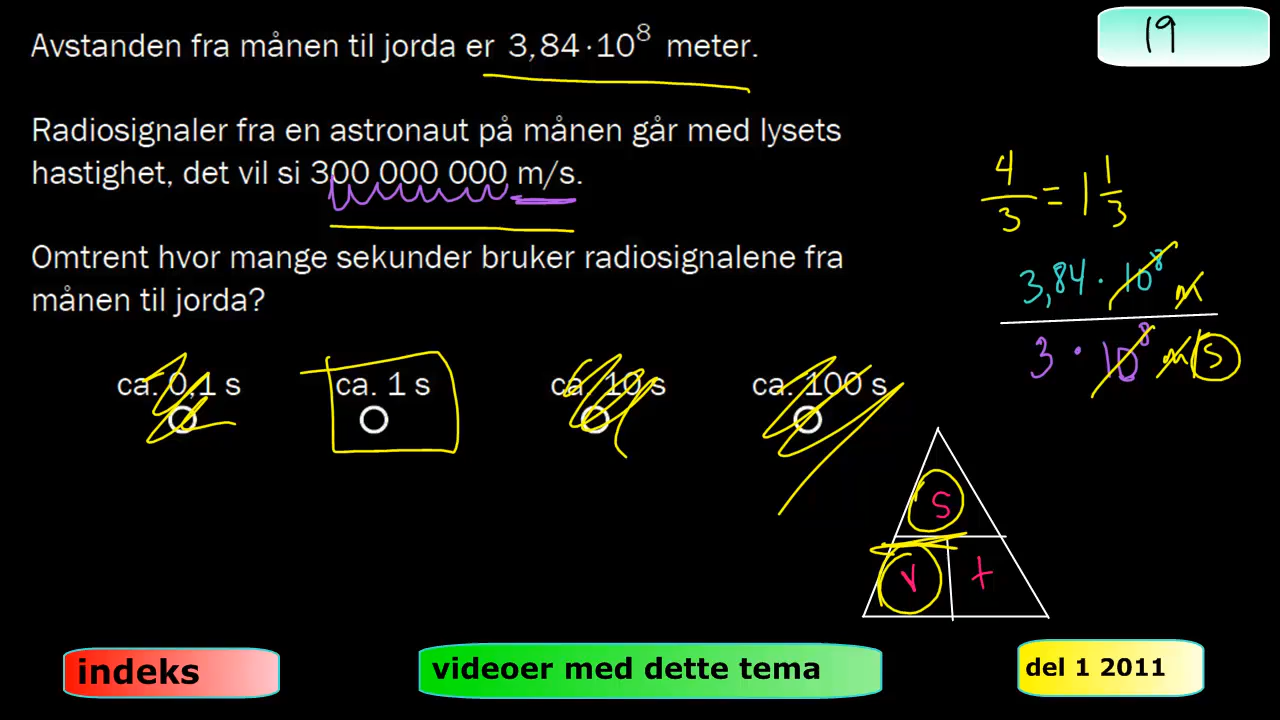 19
Avstanden fra månen til jorda er 3,84·10⁸ meter.
Radiosignaler fra en astronaut på månen går med lysets
hastighet, det vil si 300 000 000 m/s.
Omtrent hvor mange sekunder bruker radiosignalene fra
månen til jorda?
ca. 0,1 s
ca. 1 s
ca. 10 s
ca. 100 s
4/3 = 1 1/3
3,84 · 10⁸ m
3 · 10⁸ m/s
s
v t
indeks
videoer med dette tema
del 1 2011